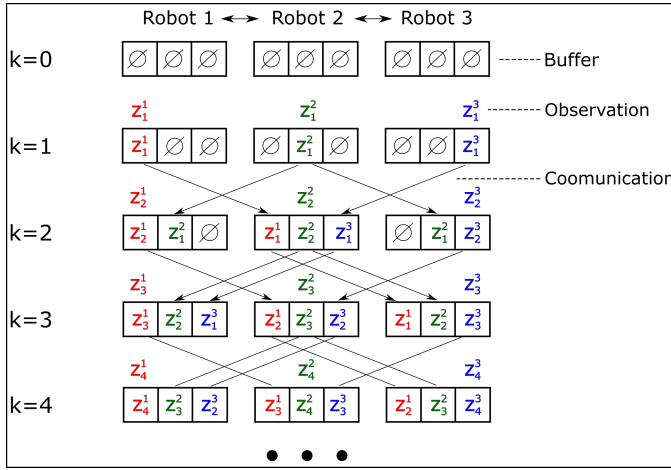 Robot 1 Robot 2 Robot 3
k=0 ∅ ∅ ∅ ∅ ∅ ∅ ∅ ∅ ∅ Buffer
z₁¹ z₁² z₁³ Observation
k=1 z₁¹ ∅ ∅ ∅ z₁² ∅ ∅ ∅ z₁³
Coomunication
z₂¹ z₂² z₂³
k=2 z₂¹ z₁² ∅ z₁¹ z₂² z₁³ ∅ z₁² z₂³
z₃¹ z₃² z₃³
k=3 z₃¹ z₂² z₁³ z₂¹ z₃² z₂³ z₁¹ z₂² z₃³
z₄¹ z₄² z₄³
k=4 z₄¹ z₃² z₂³ z₃¹ z₄² z₃³ z₂¹ z₃² z₄³